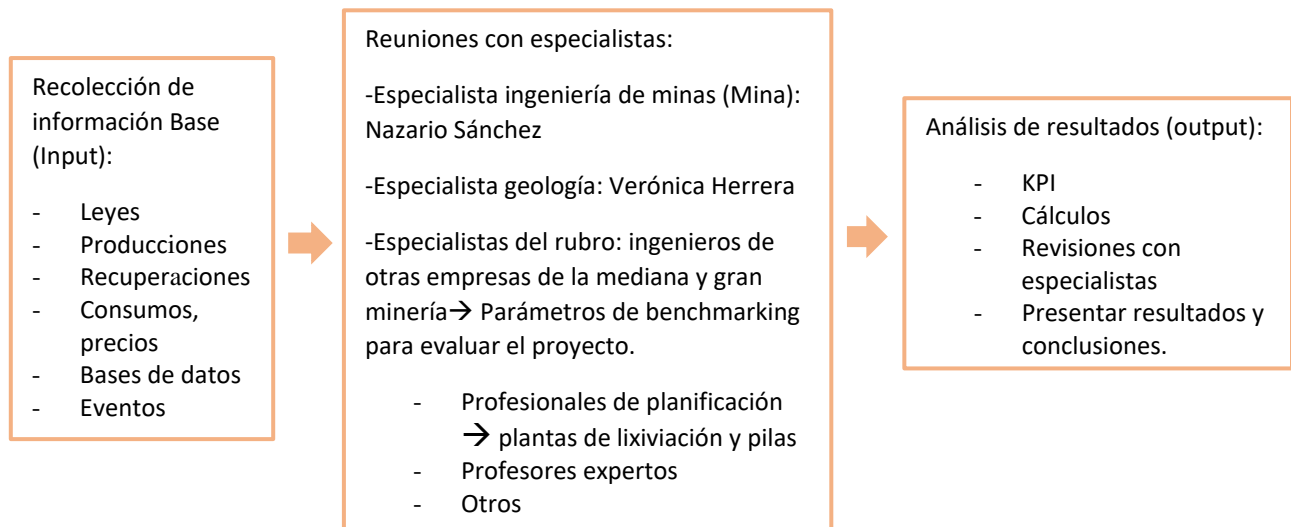 Recolección de
información Base
(Input):
- Leyes
- Producciones
- Recuperaciones
- Consumos,
precios
- Bases de datos
- Eventos
Reuniones con especialistas:
-Especialista ingeniería de minas (Mina):
Nazario Sánchez
-Especialista geología: Verónica Herrera
-Especialistas del rubro: ingenieros de
otras empresas de la mediana y gran
minería→ Parámetros de benchmarking
para evaluar el proyecto.
- Profesionales de planificación
→ plantas de lixiviación y pilas
- Profesores expertos
- Otros
Análisis de resultados (output):
- KPI
- Cálculos
- Revisiones con
especialistas
- Presentar resultados y
conclusiones.